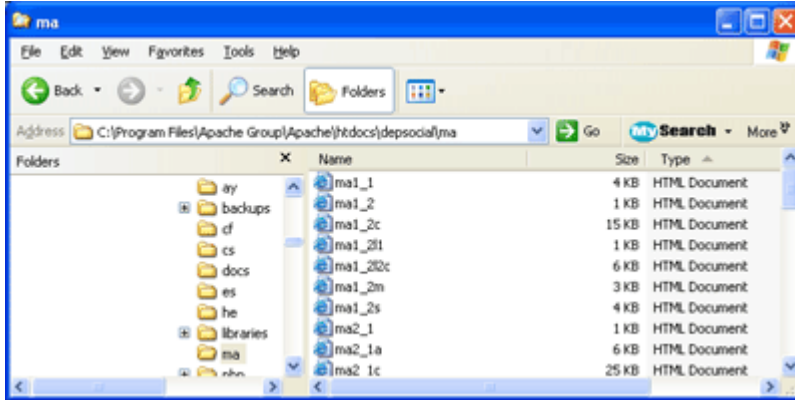 ma
File Edit View Favorites Tools Help
Back Search Folders
Address C:\Program Files\Apache Group\Apache\htdocs\depsocial\ma Go My Search More
Folders x Name Size Type
ay ma1_1 4 KB HTML Document
backups ma1_2 1 KB HTML Document
cf ma1_2c 15 KB HTML Document
cs 1 KB HTML Document
docs 6 KB HTML Document
es ma1_2m 3 KB HTML Document
he ma1_2s 4 KB HTML Document
libraries ma2_1 1 KB HTML Document
ma ma2_1a 6 KB HTML Document
php ma2_1c 25 KB HTML Document